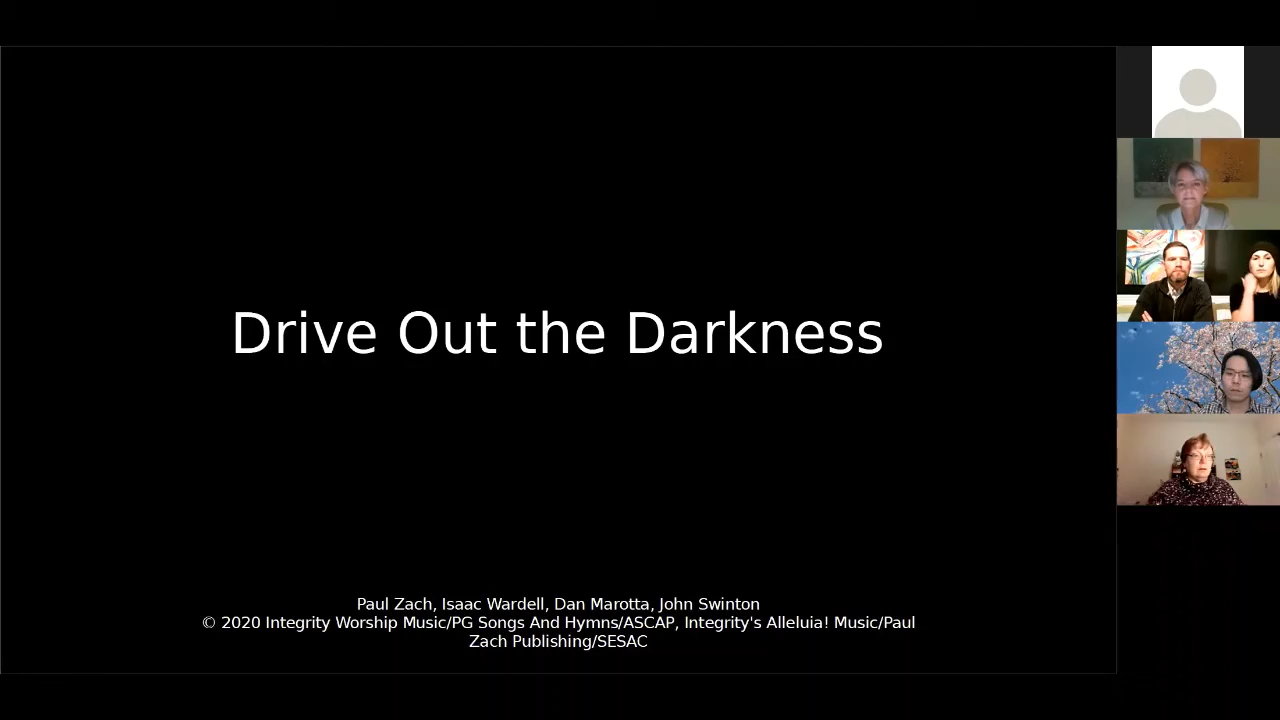 Drive Out the Darkness
Paul Zach, Isaac Wardell, Dan Marotta, John Swinton
© 2020 Integrity Worship Music/PG Songs And Hymns/ASCAP, Integrity's Alleluia! Music/Paul
Zach Publishing/SESAC